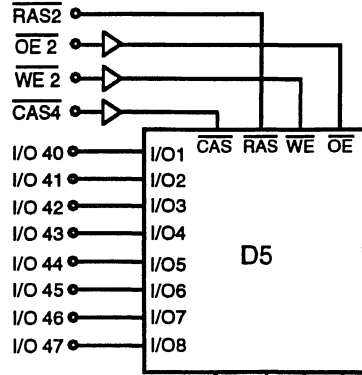 RAS2
OE 2
WE 2
CAS4
CAS RAS WE OE
I/O 40 I/O1
I/O 41 I/O2
I/O 42 I/O3
I/O 43 I/O4
D5
I/O 44 I/O5
I/O 45 I/O6
I/O 46 I/O7
I/O 47 I/O8